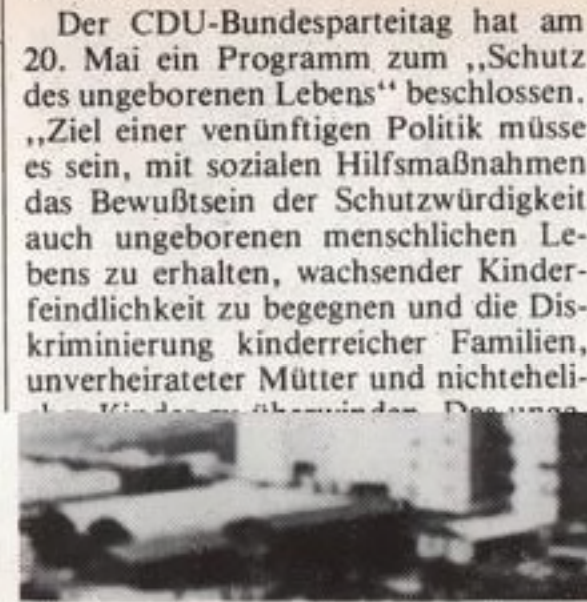 Der CDU-Bundesparteitag hat am
20. Mai ein Programm zum ,,Schutz
des ungeborenen Lebens“ beschlossen.
,,Ziel einer venünftigen Politik müsse
es sein, mit sozialen Hilfsmaßnahmen
das Bewußtsein der Schutzwürdigkeit
auch ungeborenen menschlichen Le-
bens zu erhalten, wachsender Kinder-
feindlichkeit zu begegnen und die Dis-
kriminierung kinderreicher Familien,
unverheirateter Mütter und nichteheli-